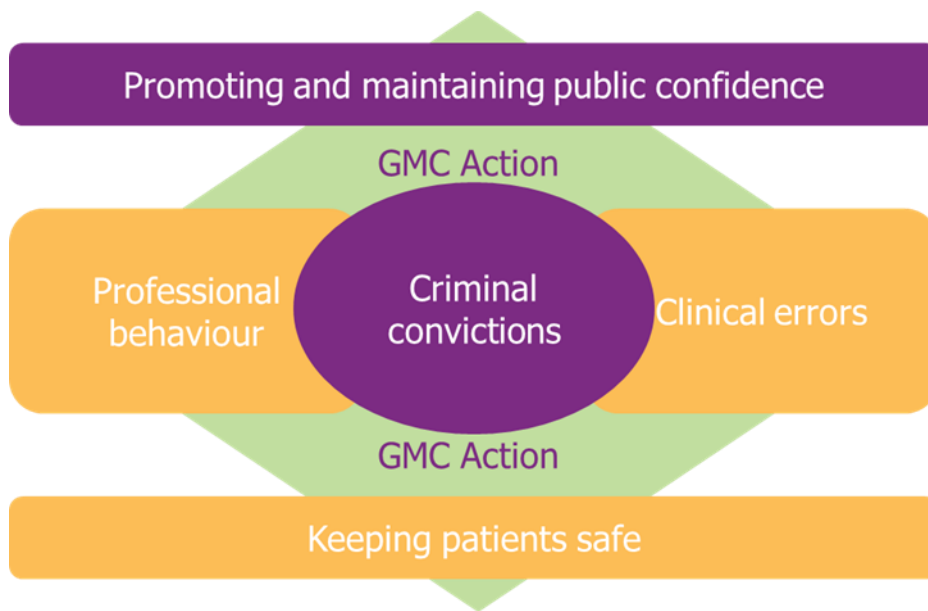 Promoting and maintaining public confidence
GMC Action
Professional
behaviour
Criminal
convictions
Clinical errors
GMC Action
Keeping patients safe